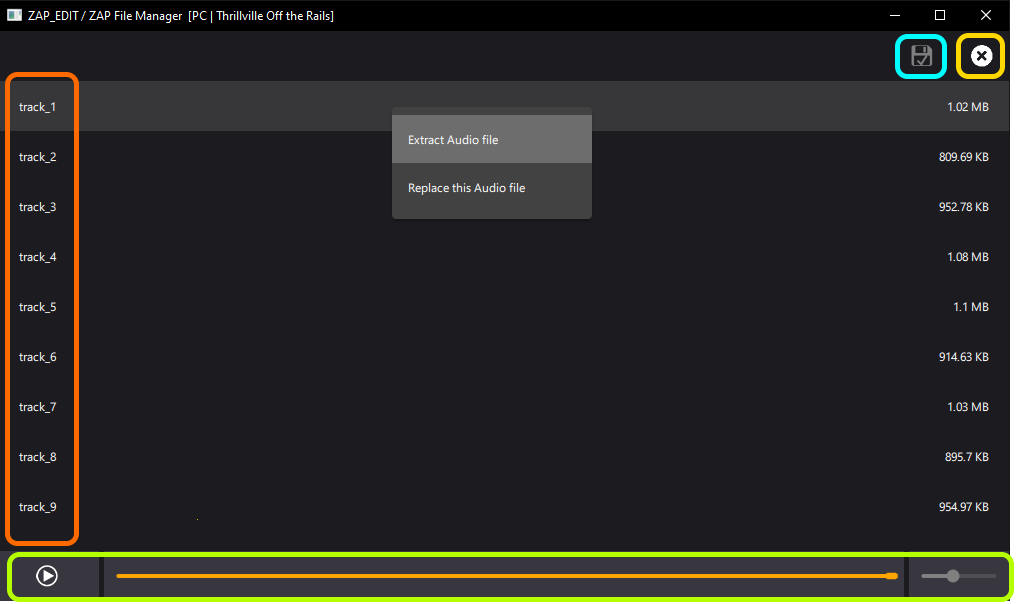 ZAP_EDIT / ZAP File Manager [PC | Thrillville Off the Rails]
track_1 1.02 MB
Extract Audio file
track_2 809.69 KB
Replace this Audio file
track_3 952.78 KB
track_4 1.08 MB
track_5 1.1 MB
track_6 914.63 KB
track_7 1.03 MB
track_8 895.7 KB
track_9 954.97 KB